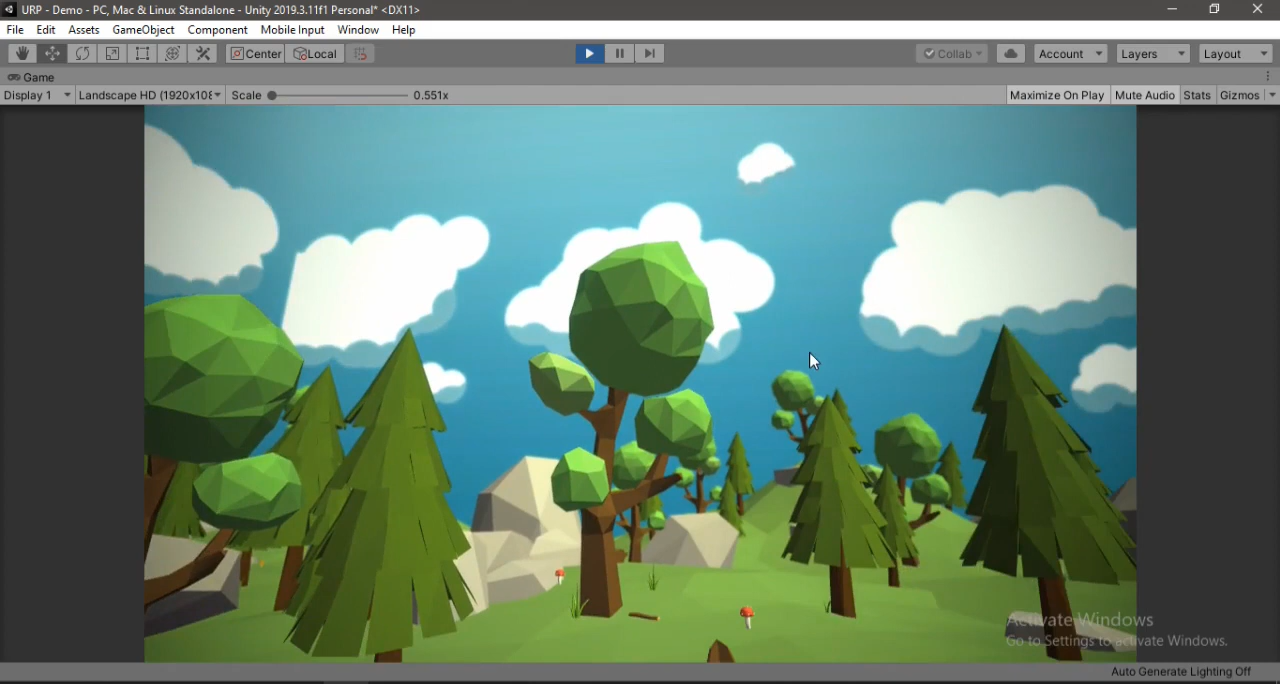 URP - Demo - PC, Mac & Linux Standalone - Unity 2019.3.11f1 Personal* <DX11>
File Edit Assets GameObject Component Mobile Input Window Help
Center Local Collab Account Layers Layout
Game
Display 1 Landscape HD (1920x108 Scale 0.551x Maximize On Play Mute Audio Stats Gizmos
Activate Windows
Go to Settings to activate Windows.
Auto Generate Lighting Off